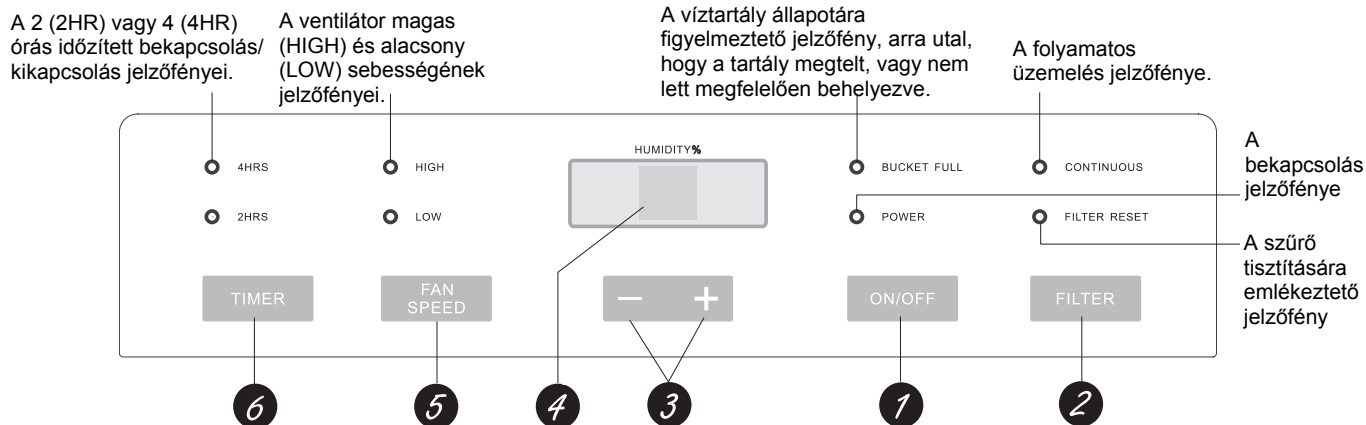 A 2 (2HR) vagy 4 (4HR)
órás időzített bekapcsolás/
kikapcsolás jelzőfényei.
A ventilátor magas
(HIGH) és alacsony
(LOW) sebességének
jelzőfényei.
A víztartály állapotára
figyelmeztető jelzőfény, arra utal,
hogy a tartály megtelt, vagy nem
lett megfelelően behelyezve.
A folyamatos
üzemelés jelzőfénye.
4HRS
HIGH
HUMIDITY%
BUCKET FULL
CONTINUOUS
A
bekapcsolás
jelzőfénye
2HRS
LOW
POWER
FILTER RESET
A szűrő
tisztítására
emlékeztető
jelzőfény
TIMER
FAN
SPEED
− +
ON/OFF
FILTER
6
5
4
3
1
2